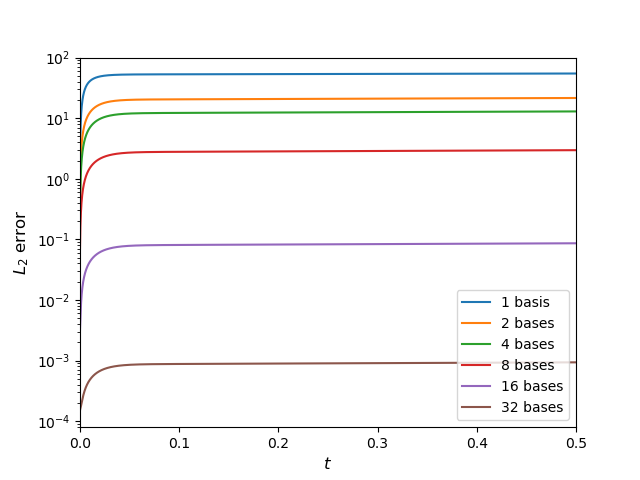 10²
10¹
10⁰
10⁻¹
10⁻²
10⁻³
10⁻⁴
L₂ error
1 basis
2 bases
4 bases
8 bases
16 bases
32 bases
0.0 0.1 0.2 0.3 0.4 0.5
t